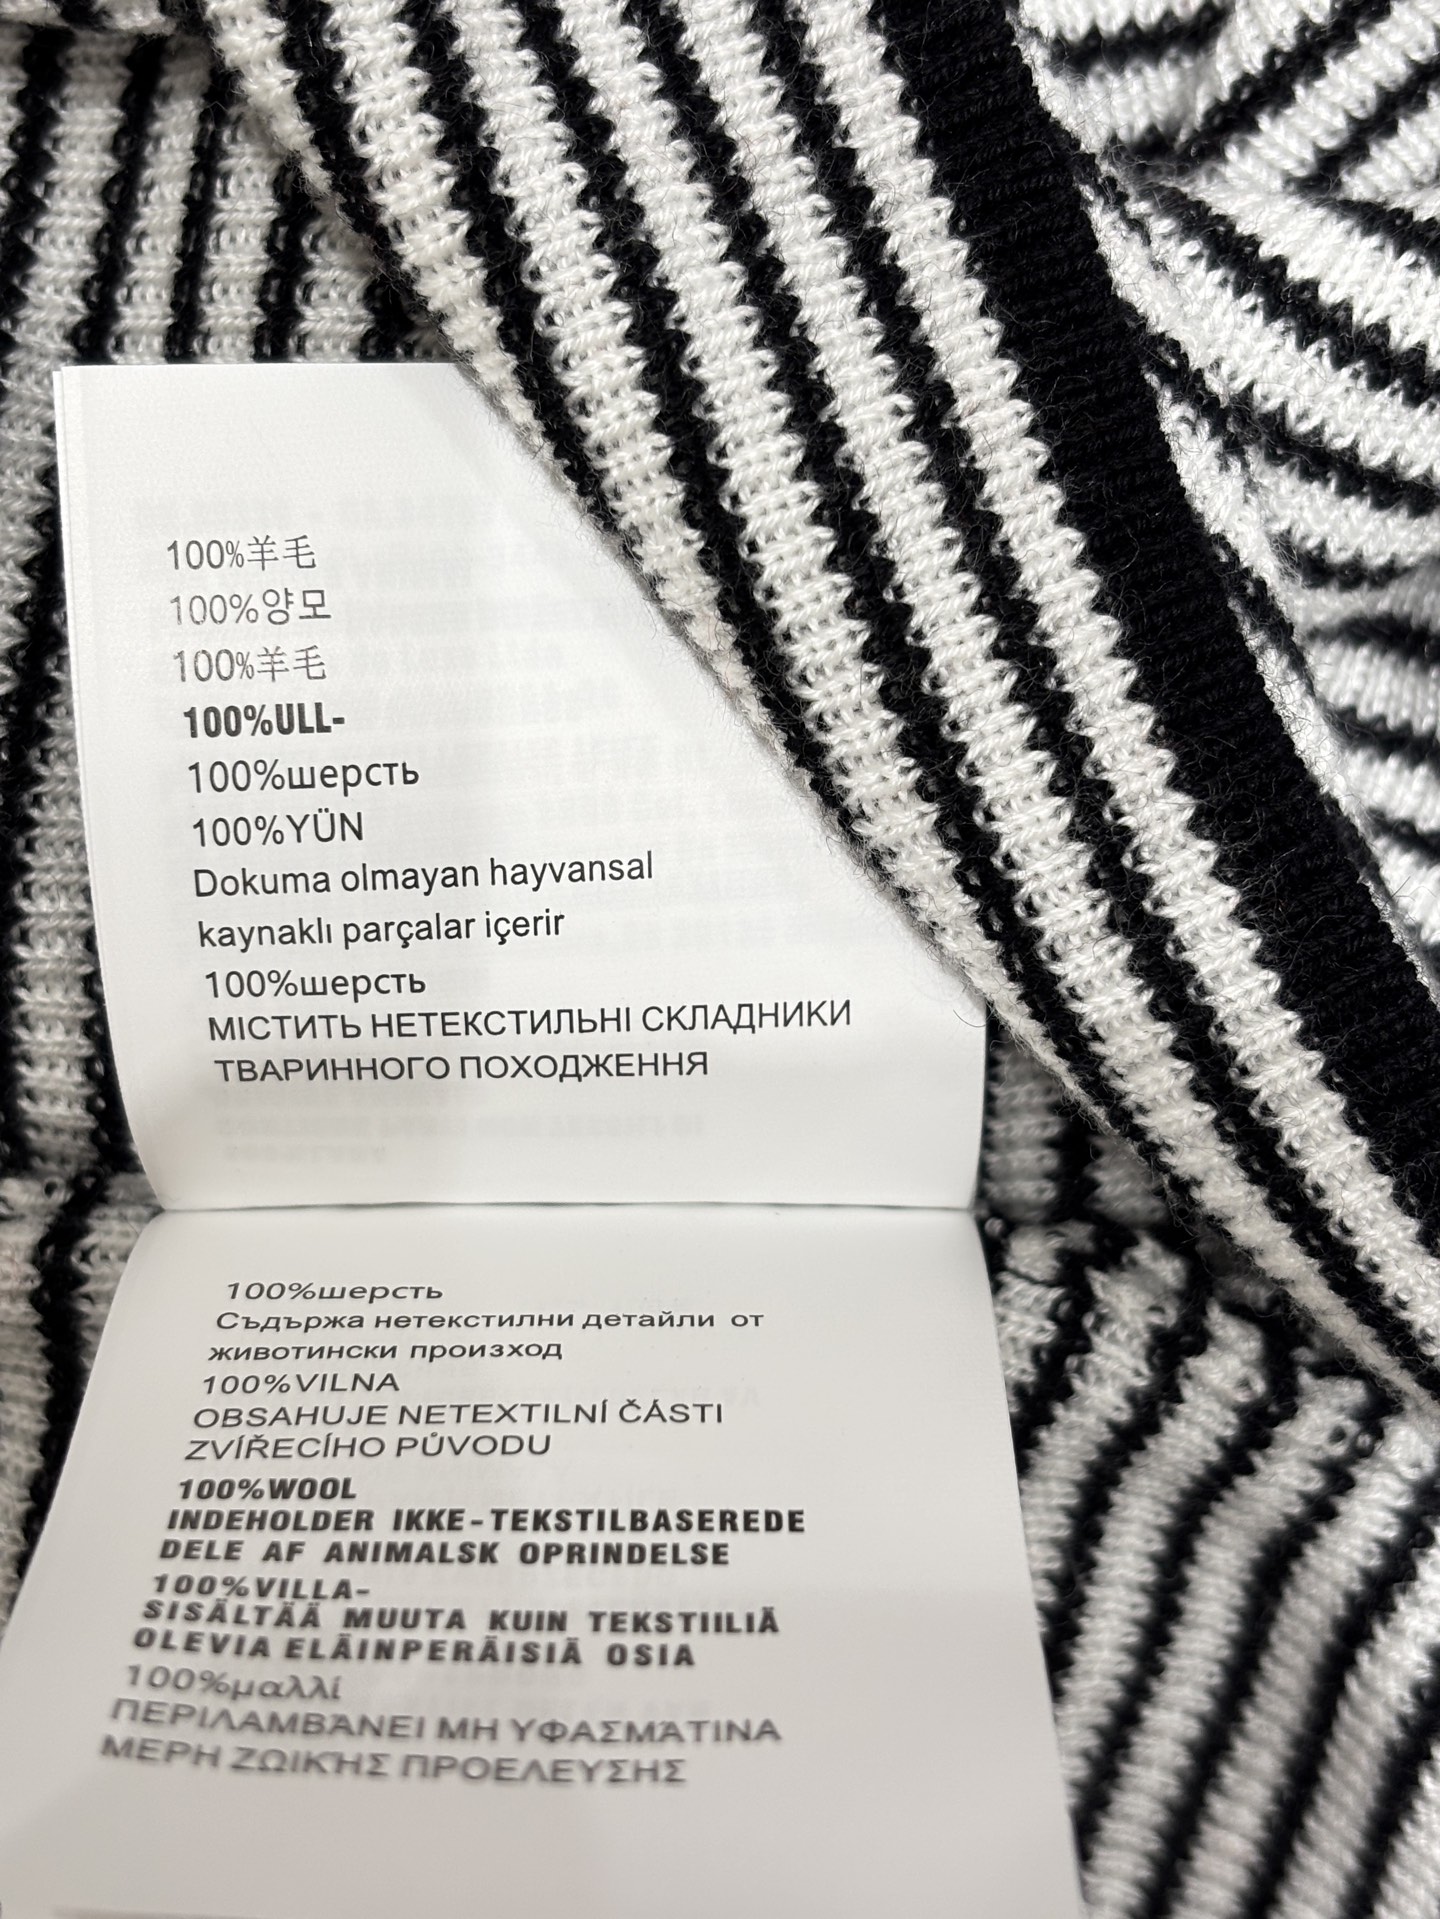 100%羊毛
100%양모
100%羊毛
100%ULL-
100%шерсть
100%YÜN
Dokuma olmayan hayvansal
kaynaklı parçalar içerir
100%шерсть
МІСТИТЬ НЕТЕКСТИЛЬНІ СКЛАДНИКИ
ТВАРИННОГО ПОХОДЖЕННЯ
100%шерсть
Съдържа нетекстилни детайли от
животински произход
100%VILNA
OBSAHUJE NETEXTILNÍ ČÁSTI
ZVÍŘECÍHO PŮVODU
100%WOOL
INDEHOLDER IKKE-TEKSTILBASEREDE
DELE AF ANIMALSK OPRINDELSE
100%VILLA-
SISÄLTÄÄ MUUTA KUIN TEKSTIILIÄ
OLEVIA ELÄINPERÄISIÄ OSIA
100%μαλλί
ΠΕΡΙΛΑΜΒΆΝΕΙ ΜΗ ΥΦΑΣΜΆΤΙΝΑ
ΜΕΡΗ ΖΩΙΚΉΣ ΠΡΟΕΛΕΥΣΗΣ